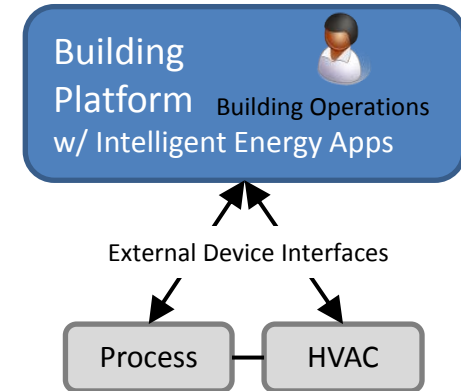 Building
Platform
Building Operations
w/ Intelligent Energy Apps
External Device Interfaces
Process
HVAC